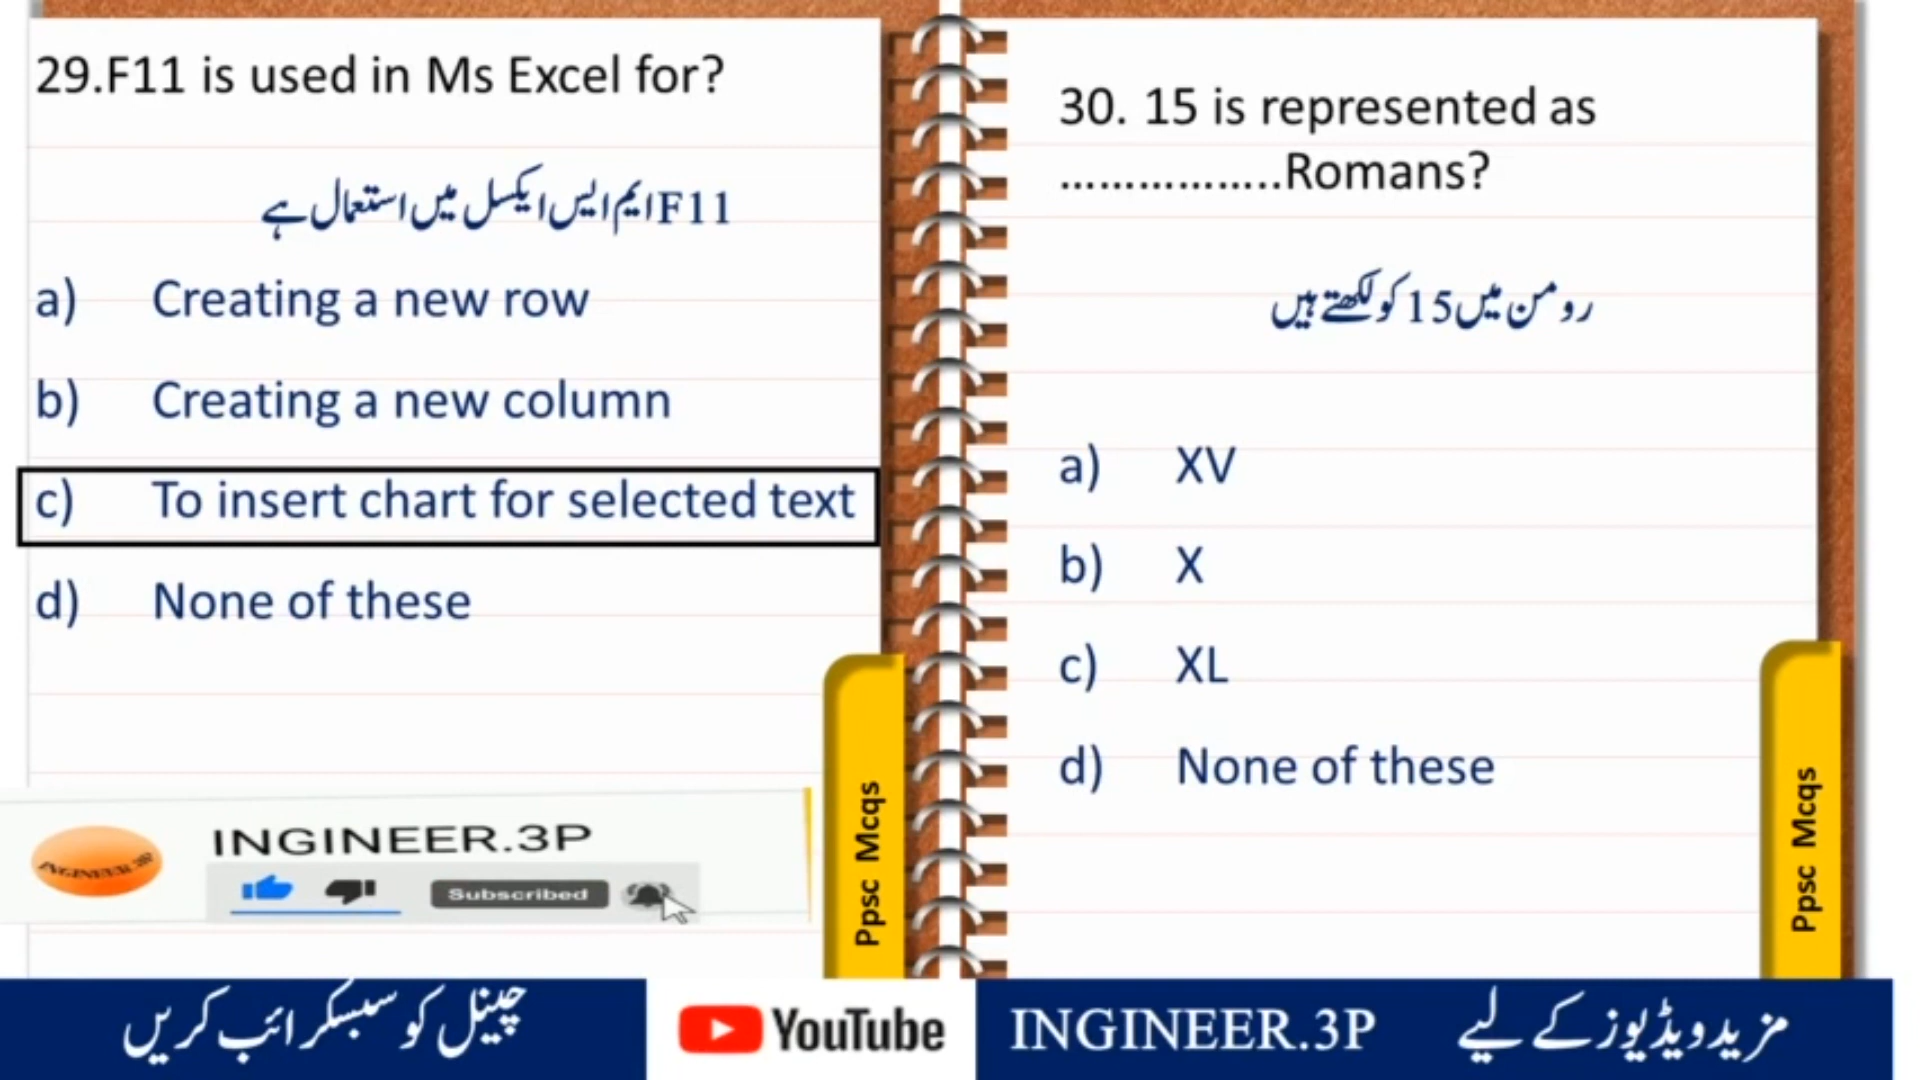 29.F11 is used in Ms Excel for?
F11ایم ایس ایکسل میں استعمال ہے
a) Creating a new row
b) Creating a new column
c) To insert chart for selected text
d) None of these
INGINEER.3P
INGINEER.3P
Subscribed
Ppsc Mcqs
30. 15 is represented as
……………..Romans?
رومن میں 15 کو لکھتے ہیں
a) XV
b) X
c) XL
d) None of these
Ppsc Mcqs
چینل کو سبسکرائب کریں
YouTube
INGINEER.3P مزید ویڈیوز کے لیے